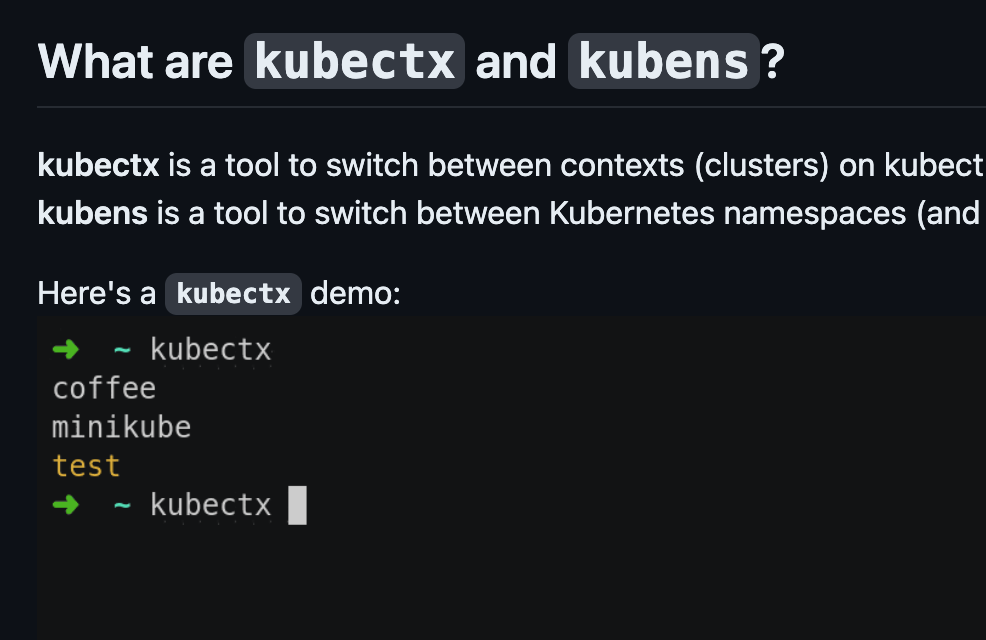 What are kubectx and kubens?
kubectx is a tool to switch between contexts (clusters) on kubect
kubens is a tool to switch between Kubernetes namespaces (and
Here's a kubectx demo:
➜ ~ kubectx
coffee
minikube
test
➜ ~ kubectx